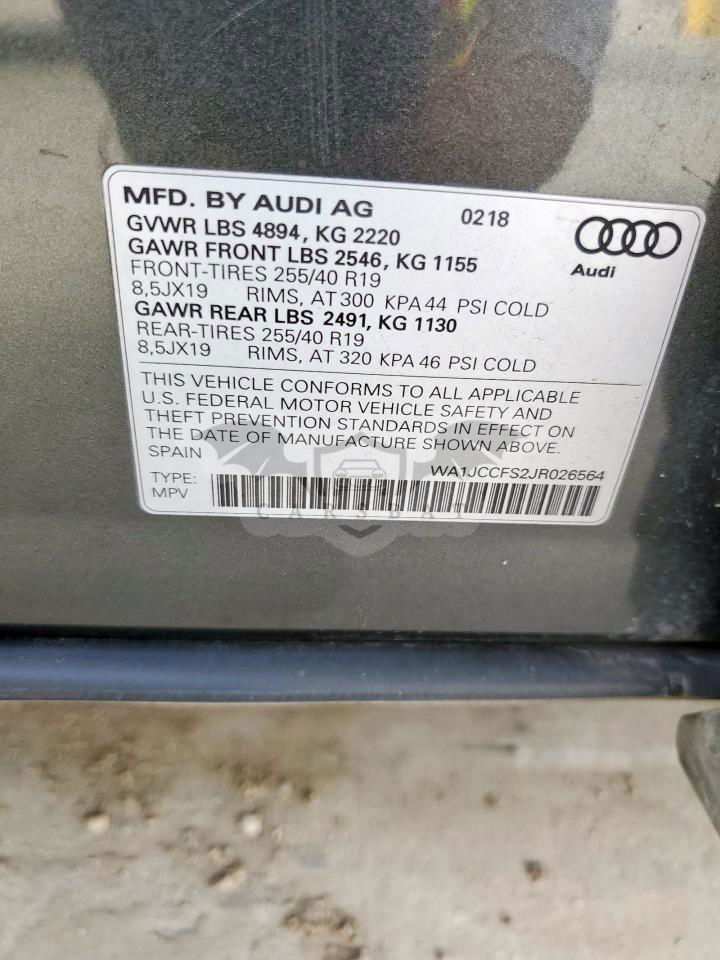 MFD. BY AUDI AG 0218
GVWR LBS 4894, KG 2220
GAWR FRONT LBS 2546, KG 1155
Audi
FRONT-TIRES 255/40 R19
8,5JX19 RIMS, AT 300 KPA 44 PSI COLD
GAWR REAR LBS 2491, KG 1130
REAR-TIRES 255/40 R19
8,5JX19 RIMS, AT 320 KPA 46 PSI COLD
THIS VEHICLE CONFORMS TO ALL APPLICABLE
U.S. FEDERAL MOTOR VEHICLE SAFETY AND
THEFT PREVENTION STANDARDS IN EFFECT ON
THE DATE OF MANUFACTURE SHOWN ABOVE.
SPAIN
WA1JCCFS2JR026564
TYPE:
MPV
CARSBAT